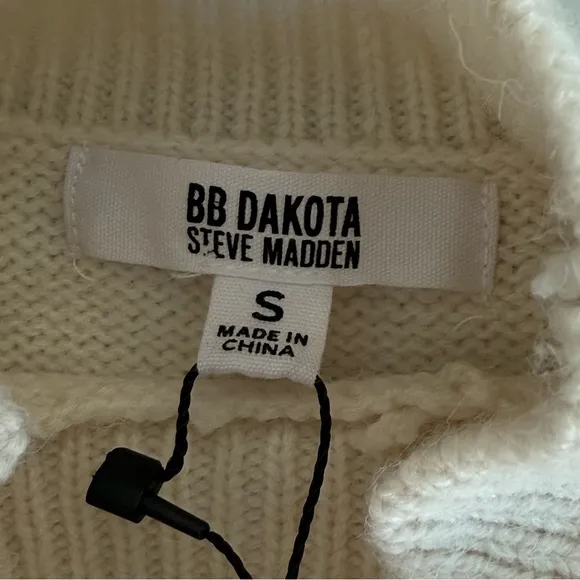 BB DAKOTA
STEVE MADDEN
S
MADE IN
CHINA